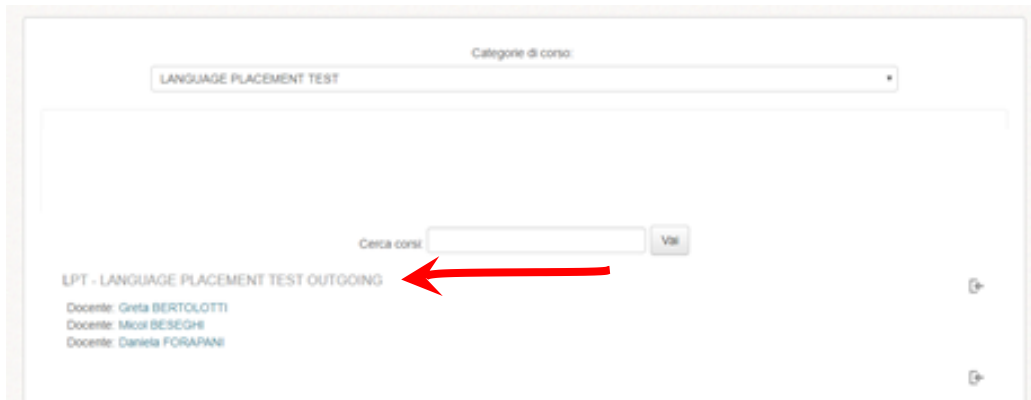 Categorie di corso:
LANGUAGE PLACEMENT TEST
Cerca corsi: Vai
LPT - LANGUAGE PLACEMENT TEST OUTGOING
Docente: Greta BERTOLOTTI
Docente: Micol BESEGHI
Docente: Daniela FORAPANI